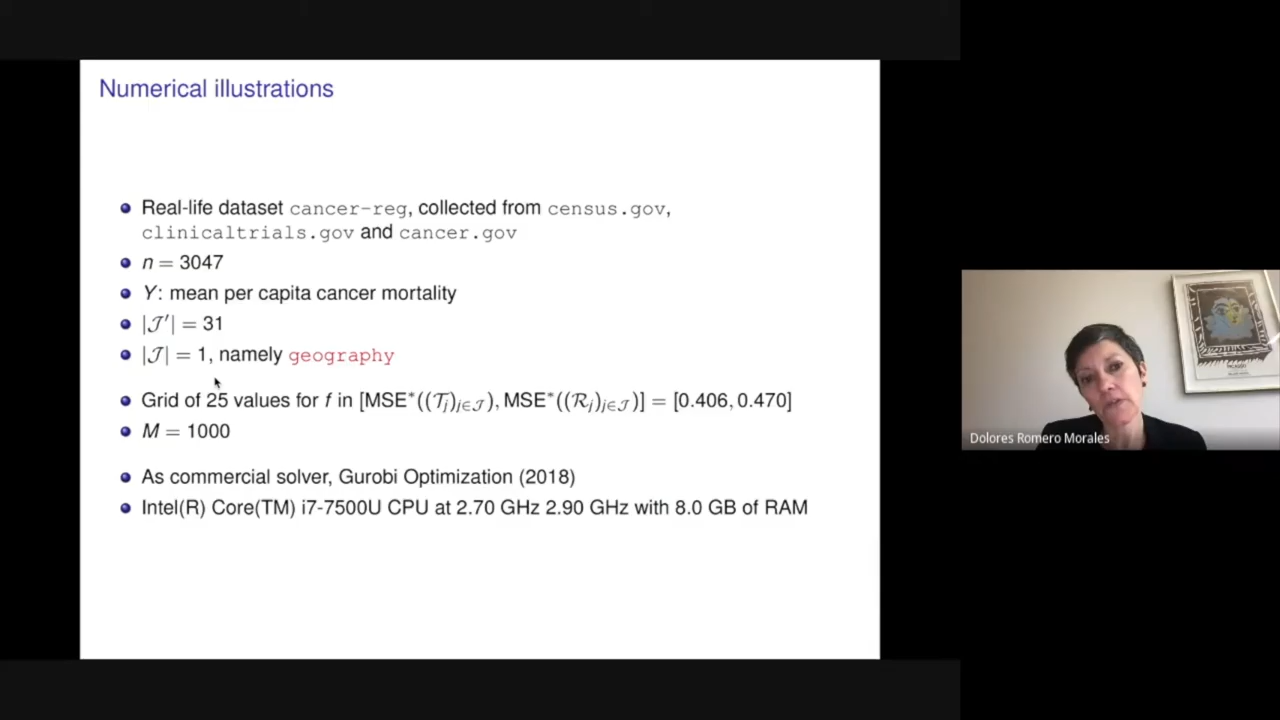 Numerical illustrations
Real-life dataset cancer-reg, collected from census.gov,
clinicaltrials.gov and cancer.gov
n = 3047
Y: mean per capita cancer mortality
|𝒥′| = 31
|𝒥| = 1, namely geography
Grid of 25 values for f in [MSE*((𝒯j)j∈𝒥), MSE*((ℛj)j∈𝒥)] = [0.406, 0.470]
M = 1000
As commercial solver, Gurobi Optimization (2018)
Intel(R) Core(TM) i7-7500U CPU at 2.70 GHz 2.90 GHz with 8.0 GB of RAM
Dolores Romero Morales